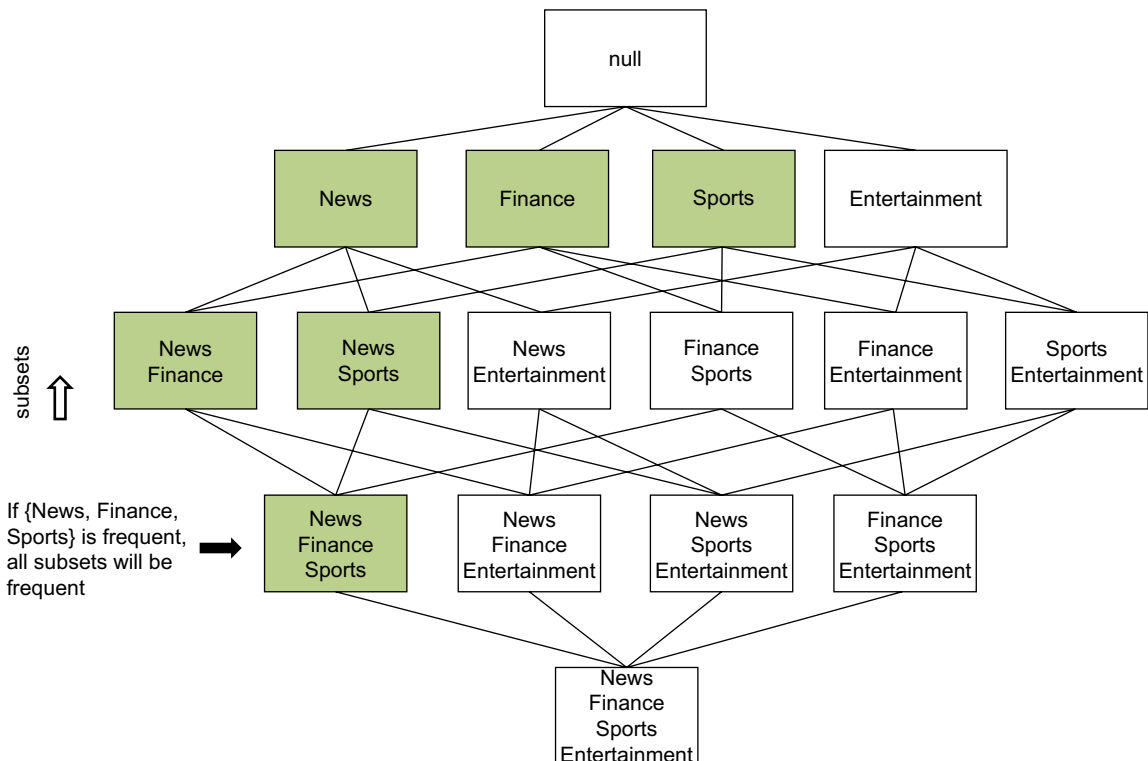 null
News
Finance
Sports
Entertainment
subsets
News
Finance
News
Sports
News
Entertainment
Finance
Sports
Finance
Entertainment
Sports
Entertainment
If {News, Finance,
Sports} is frequent,
all subsets will be
frequent
News
Finance
Sports
News
Finance
Entertainment
News
Sports
Entertainment
Finance
Sports
Entertainment
News
Finance
Sports
Entertainment